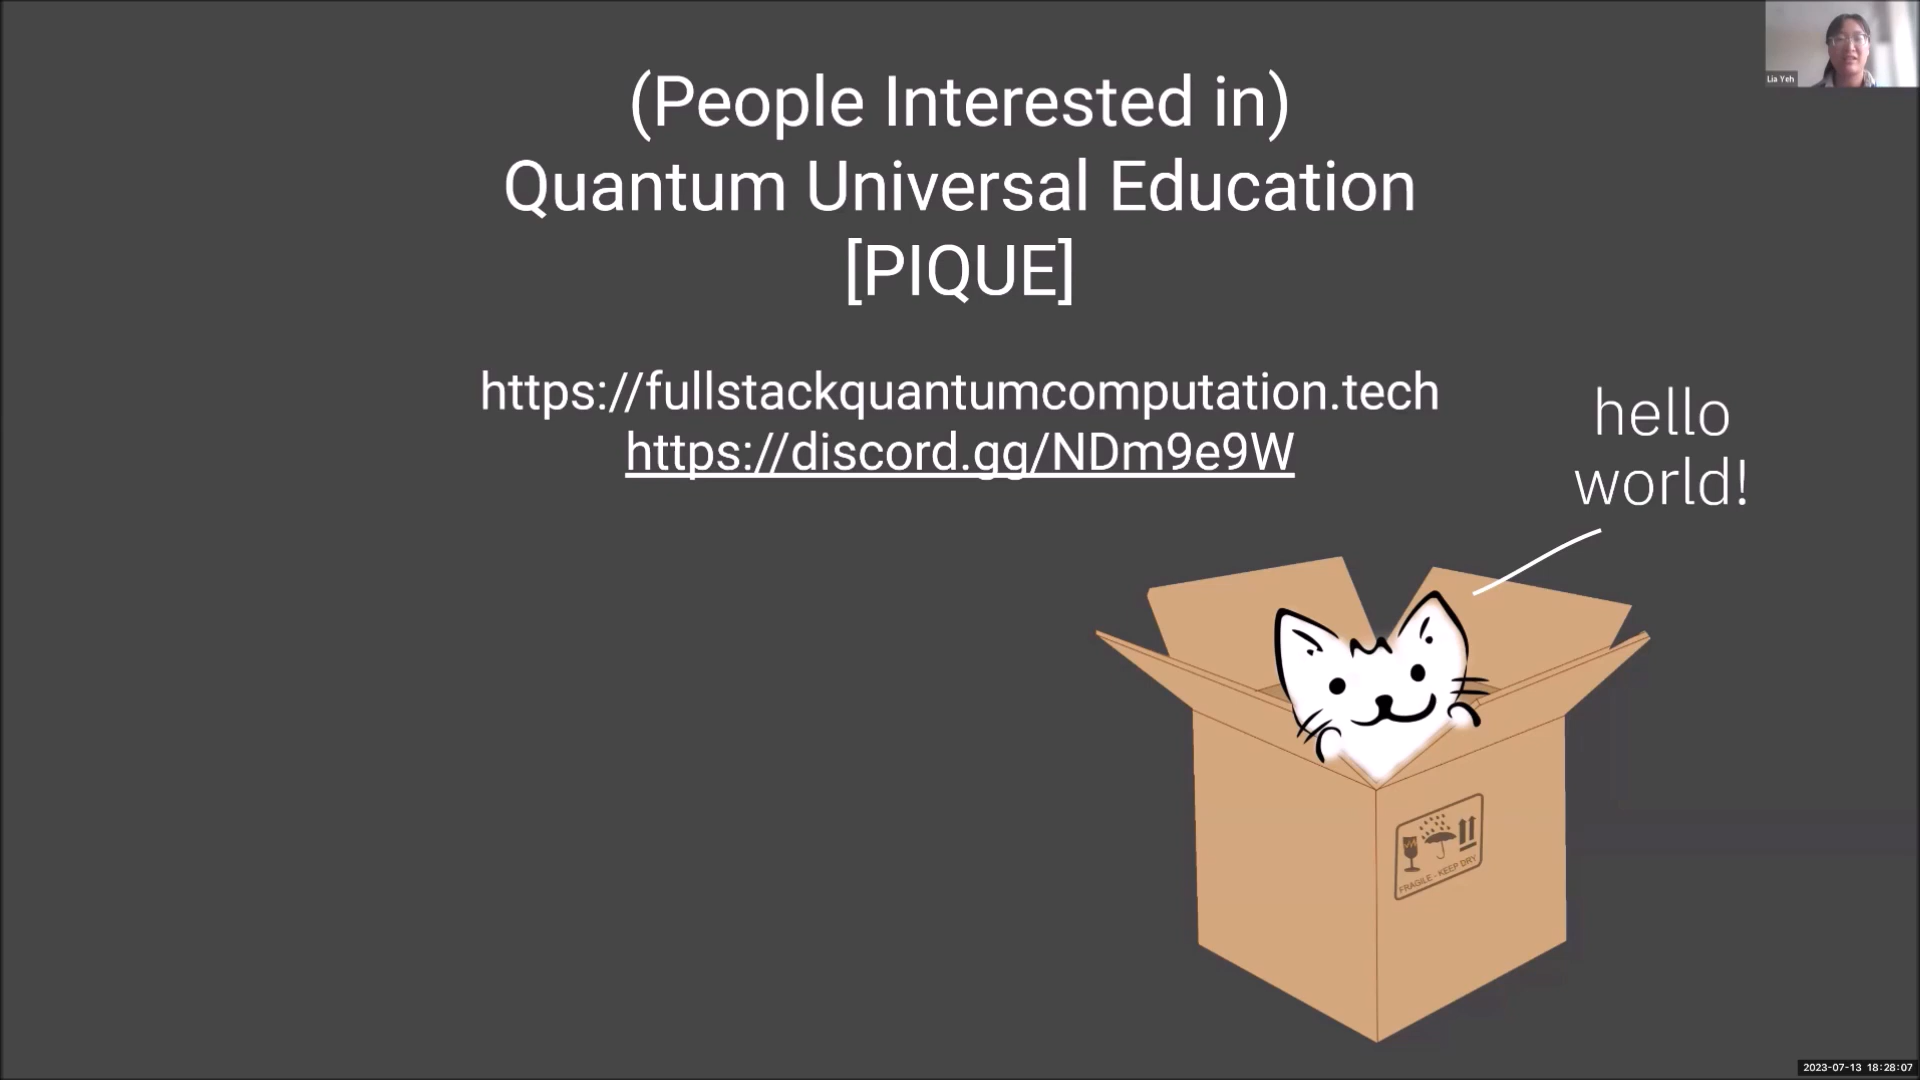 (People Interested in)
Quantum Universal Education
[PIQUE]
https://fullstackquantumcomputation.tech
https://discord.gg/NDm9e9W
hello
world!
FRAGILE - KEEP DRY
Lia Yeh
2023-07-13 18:28:07